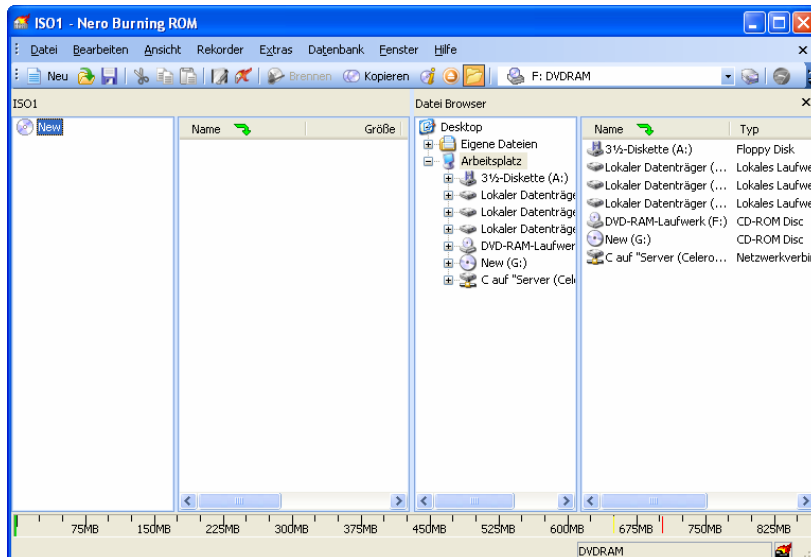 ISO1 - Nero Burning ROM
Datei Bearbeiten Ansicht Rekorder Extras Datenbank Fenster Hilfe
Neu Brennen Kopieren F: DVDRAM
ISO1
Datei Browser
New
Name Größe
Desktop
Eigene Dateien
Arbeitsplatz
3½-Diskette (A:)
Lokaler Datenträge
Lokaler Datenträge
Lokaler Datenträge
DVD-RAM-Laufwer
New (G:)
C auf "Server (Cele
Name Typ
3½-Diskette (A:) Floppy Disk
Lokaler Datenträger (... Lokales Laufwe
Lokaler Datenträger (... Lokales Laufwe
Lokaler Datenträger (... Lokales Laufwe
DVD-RAM-Laufwerk (F:) CD-ROM Disc
New (G:) CD-ROM Disc
C auf "Server (Celero... Netzwerkverbi
75MB 150MB 225MB 300MB 375MB 450MB 525MB 600MB 675MB 750MB 825MB
DVDRAM